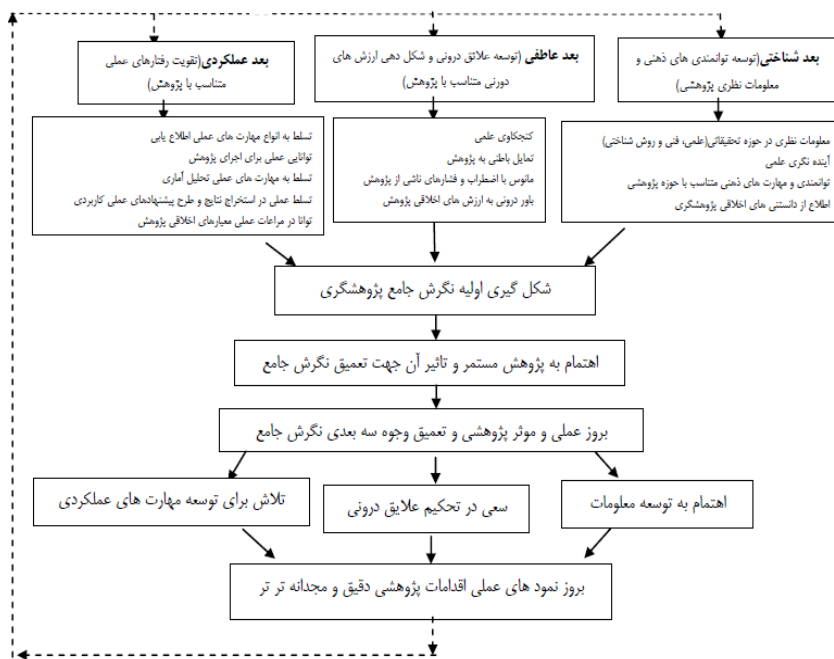 بعد شناختی(توسعه توانمندی های ذهنی و
معلومات نظری پژوهشی)
بعد عاطفی (توسعه علائق درونی و شکل دهی ارزش های
دورنی متناسب با پژوهش)
بعد عملکردی(تقویت رفتارهای عملی
متناسب با پژوهش)
معلومات نظری در حوزه تحقیقاتی(علمی، فنی و روش شناختی)
آینده نگری علمی
توانمندی و مهارت های ذهنی متناسب با حوزه پژوهشی
اطلاع از دانستنی های اخلاقی پژوهشگری
کنجکاوی علمی
تمایل باطنی به پژوهش
مانوس با اضطراب و فشارهای ناشی از پژوهش
باور درونی به ارزش های اخلاقی پژوهش
تسلط به انواع مهارت های عملی اطلاع یابی
توانایی عملی برای اجرای پژوهش
تسلط به مهارت های عملی تحلیل آماری
تسلط عملی در استخراج نتایج و طرح پیشنهادهای عملی کاربردی
توانا در مراعات عملی معیارهای اخلاقی پژوهش
شکل گیری اولیه نگرش جامع پژوهشگری
اهتمام به پژوهش مستمر و تاثیر آن جهت تعمیق نگرش جامع
بروز عملی و موثر پژوهشی و تعمیق وجوه سه بعدی نگرش جامع
اهتمام به توسعه معلومات
سعی در تحکیم علایق درونی
تلاش برای توسعه مهارت های عملکردی
بروز نمود های عملی اقدامات پژوهشی دقیق و مجدانه تر تر